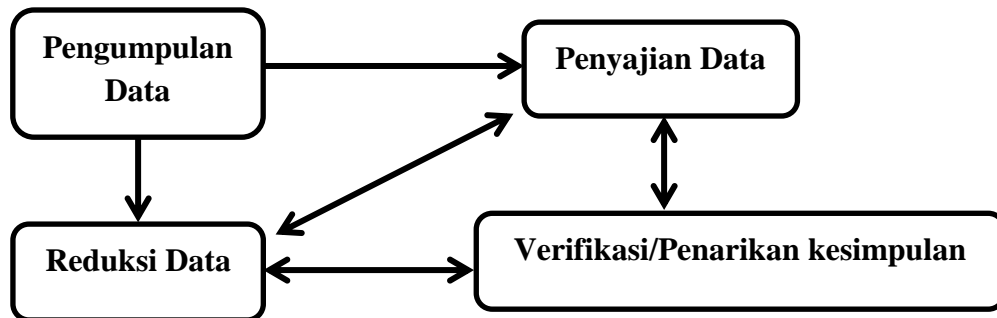 Pengumpulan
Data
Penyajian Data
Reduksi Data
Verifikasi/Penarikan kesimpulan